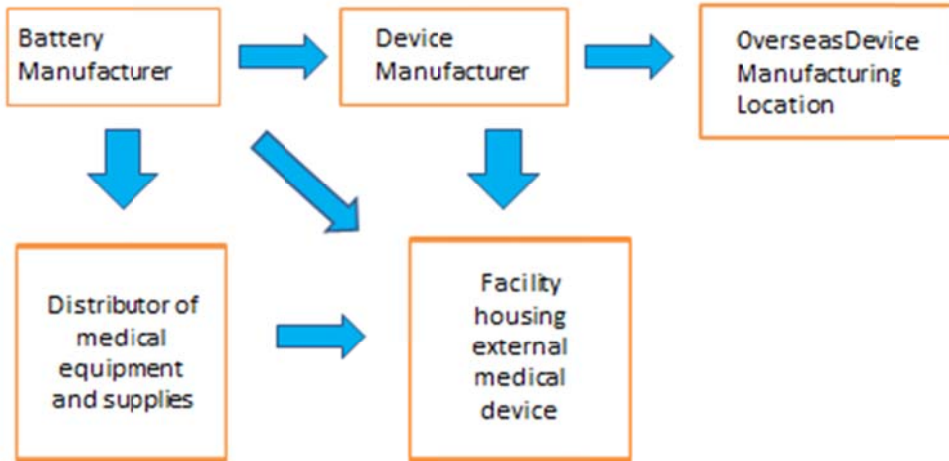 Battery
Manufacturer
Device
Manufacturer
OverseasDevice
Manufacturing
Location
Distributor of
medical
equipment
and supplies
Facility
housing
external
medical
device